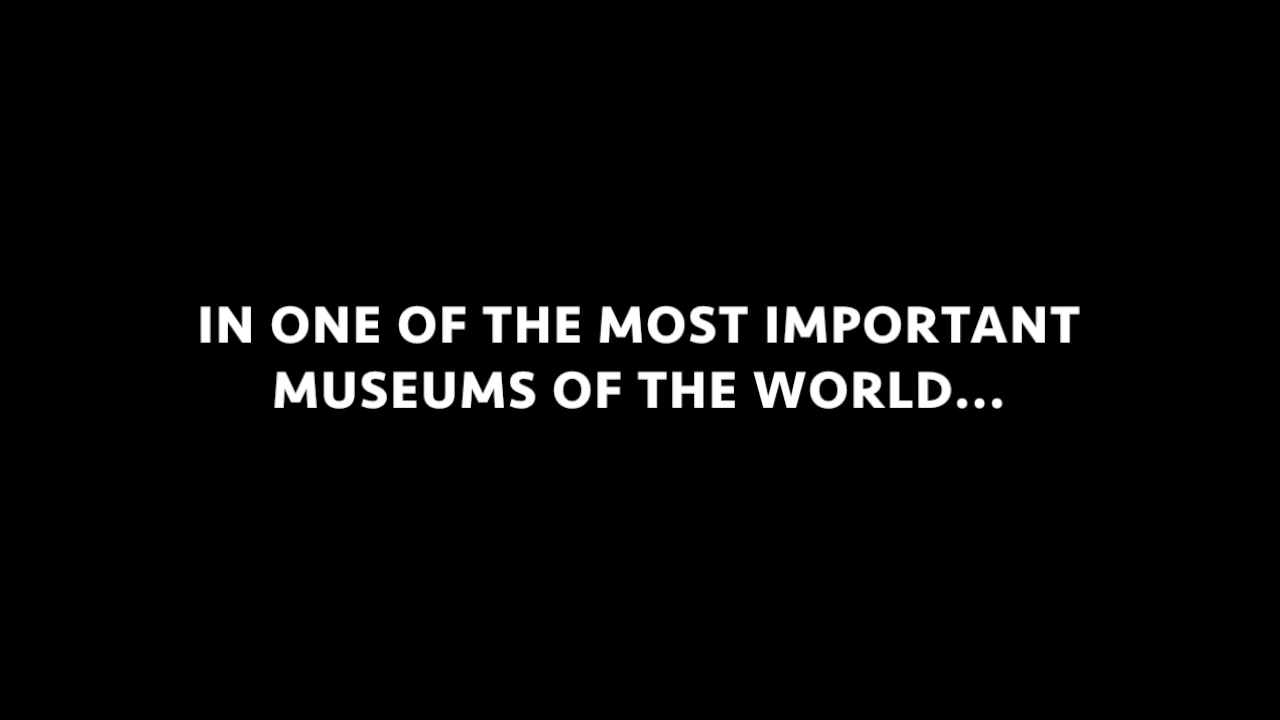 IN ONE OF THE MOST IMPORTANT
MUSEUMS OF THE WORLD...